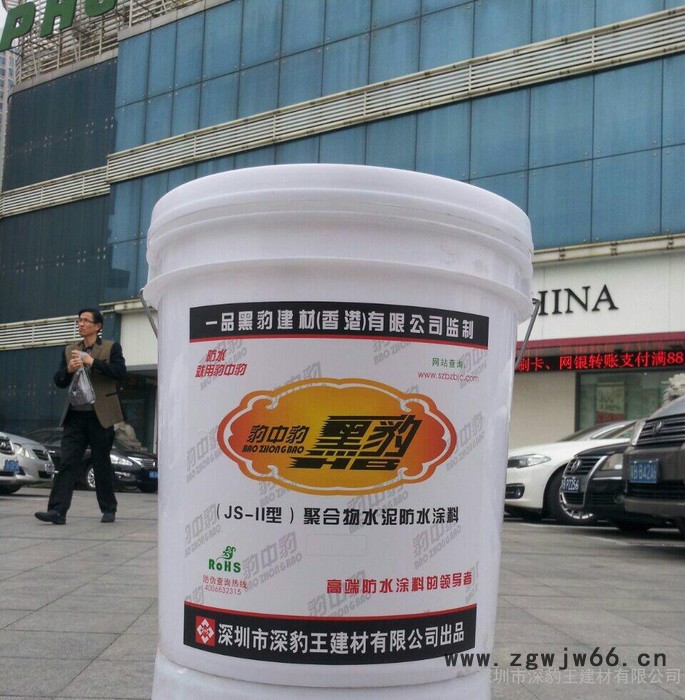 PHO
INA
刷卡、网银转账支付满88
一品黑豹建材(香港)有限公司监制
防水
就用豹中豹
网站查询:
www.szbzbjc.com
豹中豹
BAO ZHONG BAO
黑豹
HB
(JS-II型)聚合物水泥防水涂料
RoHS
防伪查询热线
4006632315
高端防水涂料的领导者
深圳市深豹王建材有限公司出品
www.zgwjw66.cn
深圳市深豹王建材有限公司